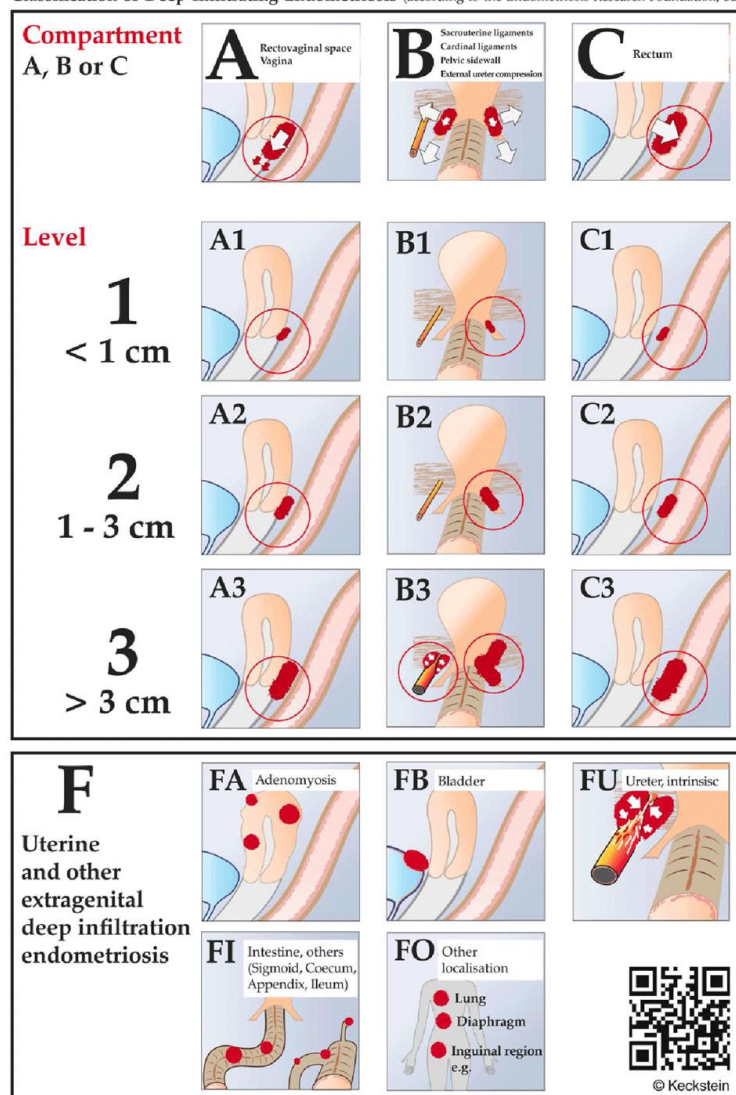 Compartment
A, B or C
A
Rectovaginal space
Vagina
B
Sacrouterine ligaments
Cardinal ligaments
Pelvic sidewall
External ureter compression
C
Rectum
Level
1
< 1 cm
A1
B1
C1
2
1 - 3 cm
A2
B2
C2
3
> 3 cm
A3
B3
C3
F
Uterine
and other
extragenital
deep infiltration
endometriosis
FA Adenomyosis
FB Bladder
FU Ureter, intrinsisc
FI Intestine, others
(Sigmoid, Coecum,
Appendix, Ileum)
FO Other
localisation
Lung
Diaphragm
Inguinal region
e.g.
© Keckstein